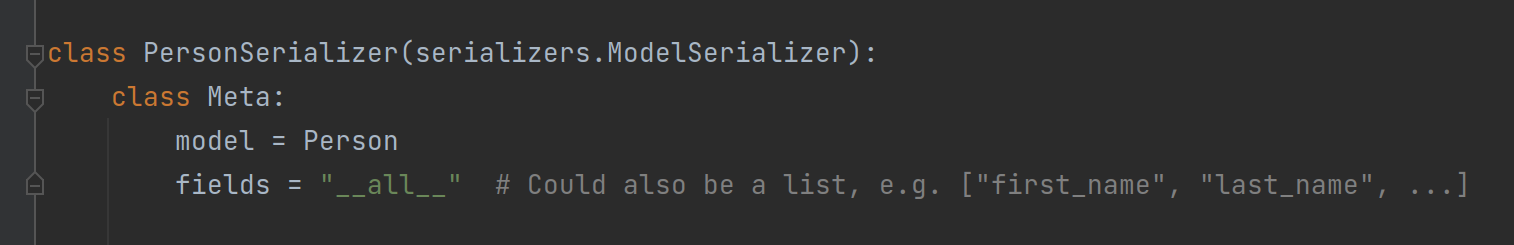 class PersonSerializer(serializers.ModelSerializer):
    class Meta:
        model = Person
        fields = "__all__"  # Could also be a list, e.g. ["first_name", "last_name", ...]